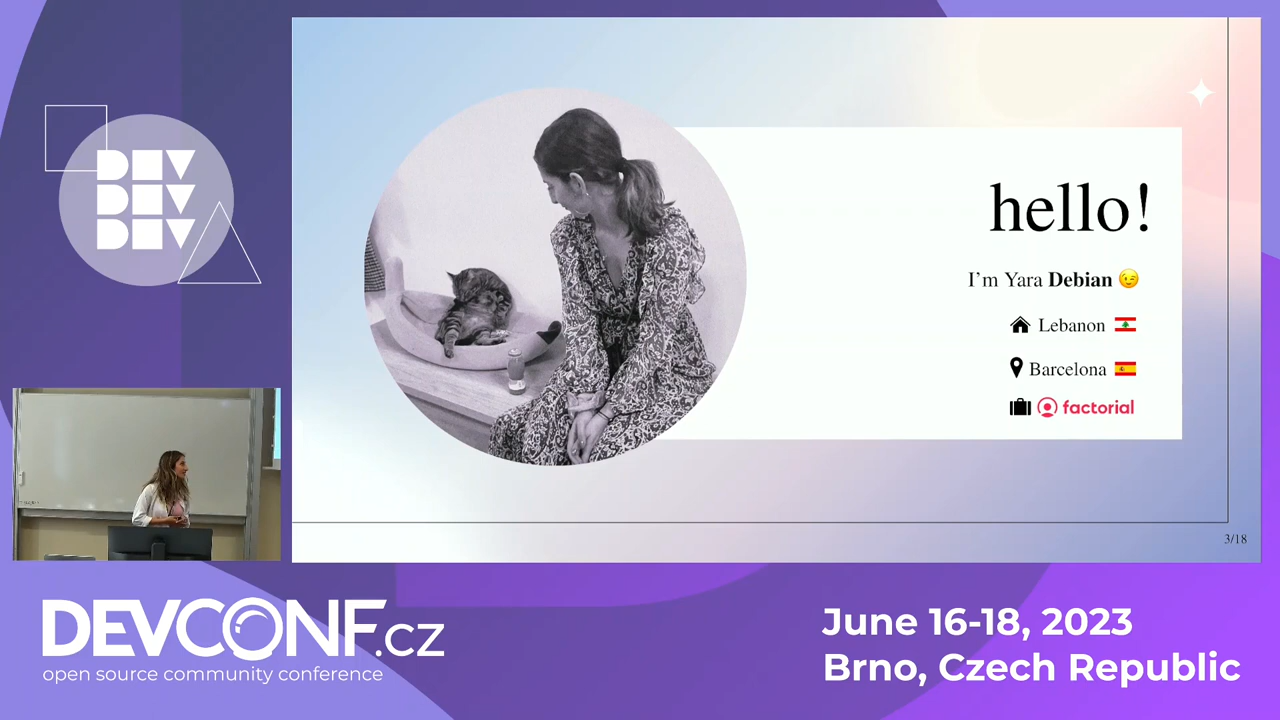 DEV
DEV
DEV
hello!
I'm Yara Debian 😉
Lebanon
Barcelona
factorial
3/18
DEVCONF.cz
open source community conference
June 16-18, 2023
Brno, Czech Republic